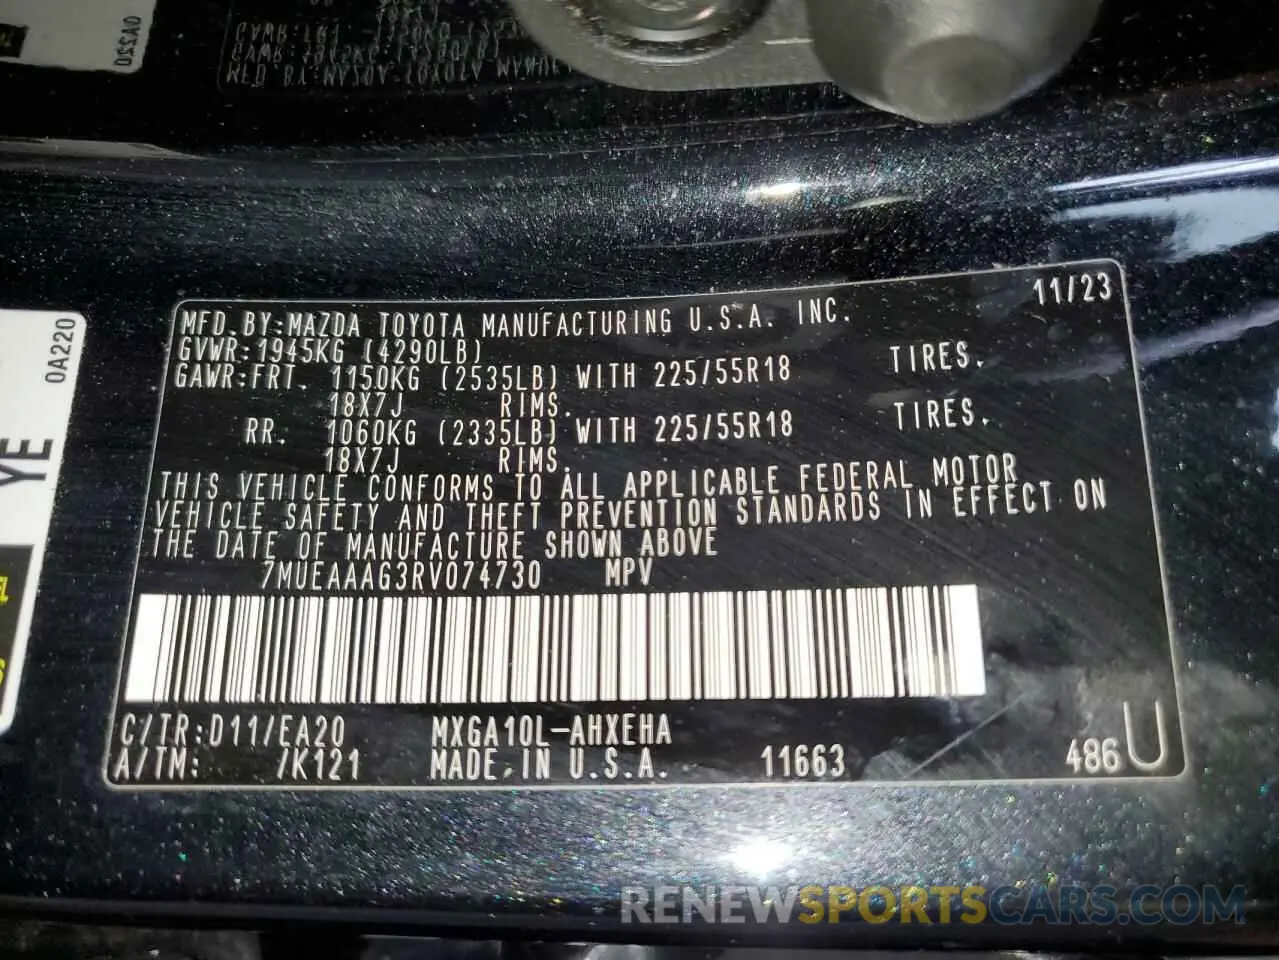 0A220
YE
11/23
MFD.BY:MAZDA TOYOTA MANUFACTURING U.S.A. INC.
GVWR:1945KG (4290LB)
GAWR:FRT. 1150KG (2535LB) WITH 225/55R18 TIRES.
18X7J RIMS.
RR. 1060KG (2335LB) WITH 225/55R18 TIRES.
18X7J RIMS.
THIS VEHICLE CONFORMS TO ALL APPLICABLE FEDERAL MOTOR
VEHICLE SAFETY AND THEFT PREVENTION STANDARDS IN EFFECT ON
THE DATE OF MANUFACTURE SHOWN ABOVE
7MUEAAAG3RV074730 MPV
C/TR:D11/EA20 MXGA10L-AHXEHA
A/TM: /K121 MADE IN U.S.A. 11663 486 U
RENEWSPORTSCARS.COM